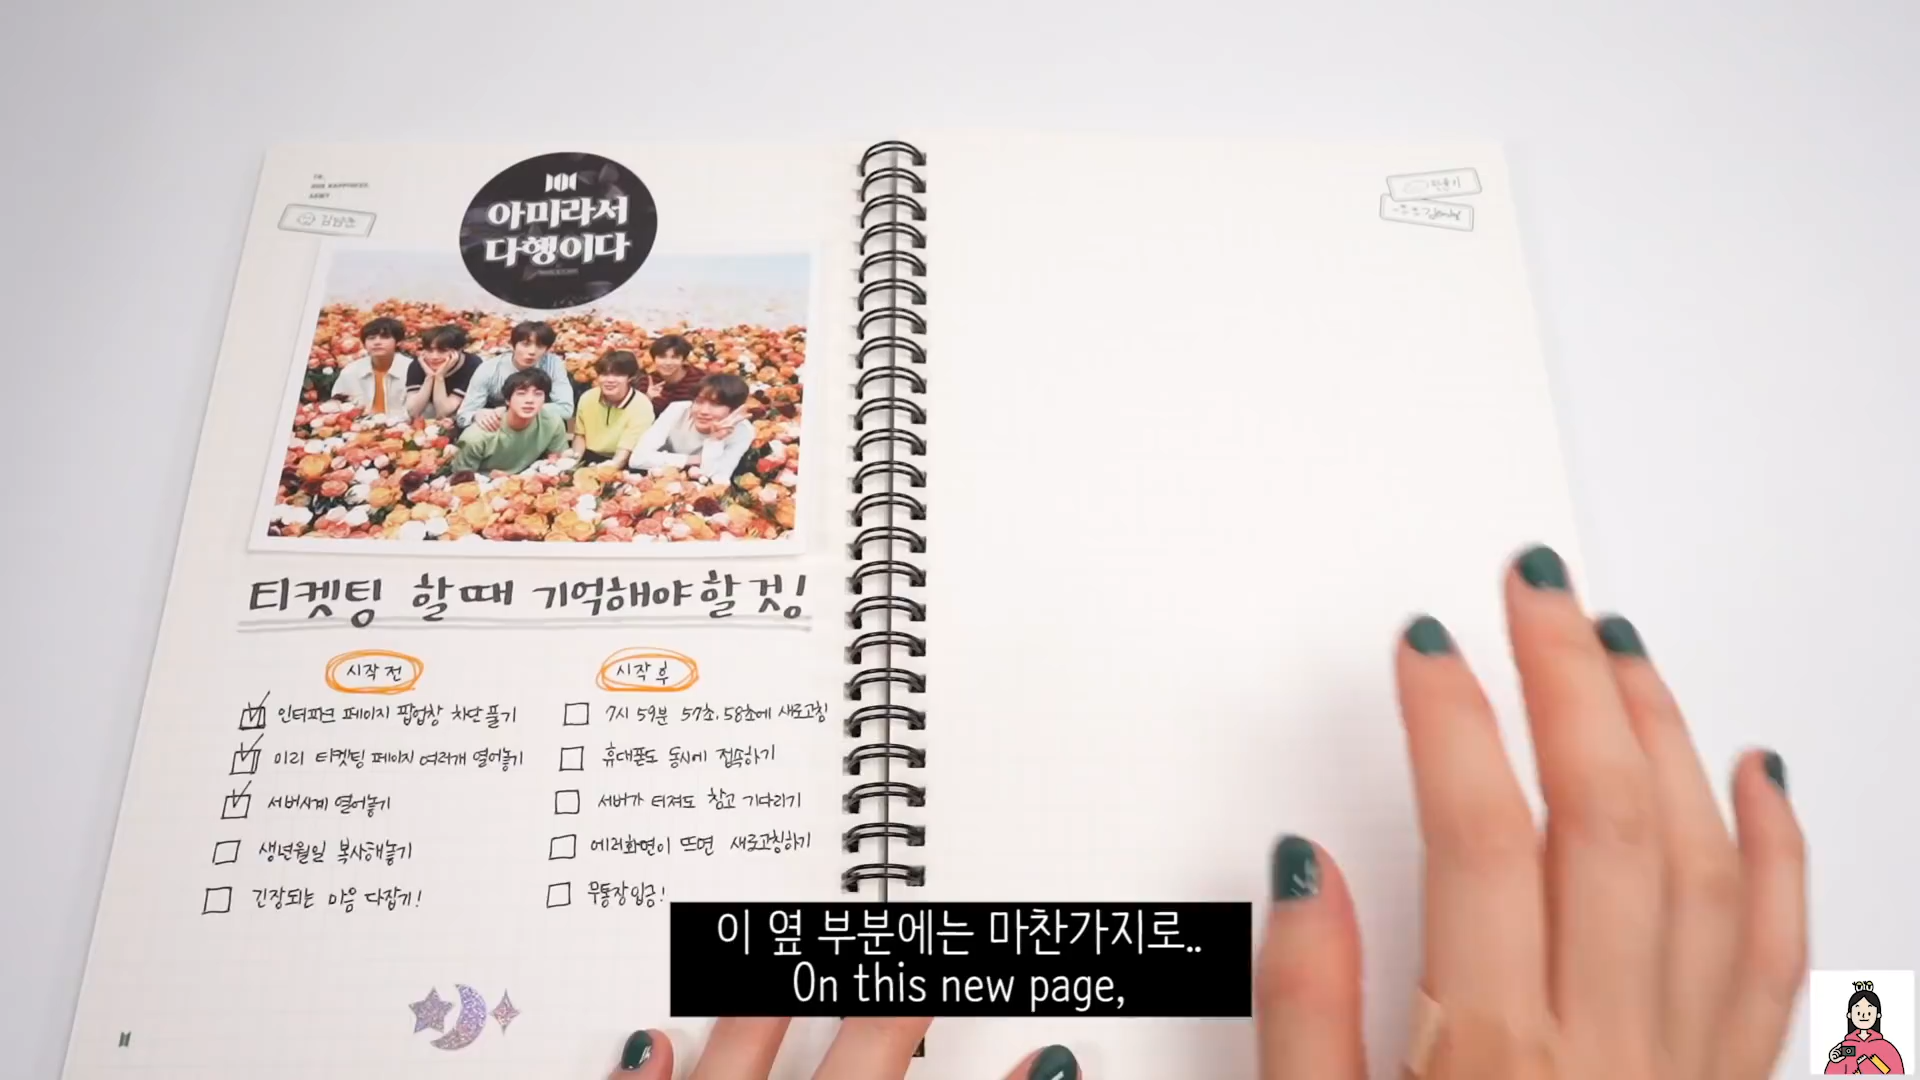 TO.
OUR HAPPINESS,
ARMY
김남준
아미라서
다행이다
티켓팅 할때 기억해야할 것!
시작 전
인터파크 페이지 팝업창 차단 풀기
미리 티켓팅 페이지 여러개 열어놓기
서버시계 열어놓기
생년월일 복사해놓기
긴장되는 마음 다잡기!
시작 후
7시 59분 57초, 58초에 새로고침
휴대폰도 동시에 접속하기
서버가 터져도 참고 기다리기
에러화면이 뜨면 새로고침하기
무통장입금!
이 옆 부분에는 마찬가지로..
On this new page,